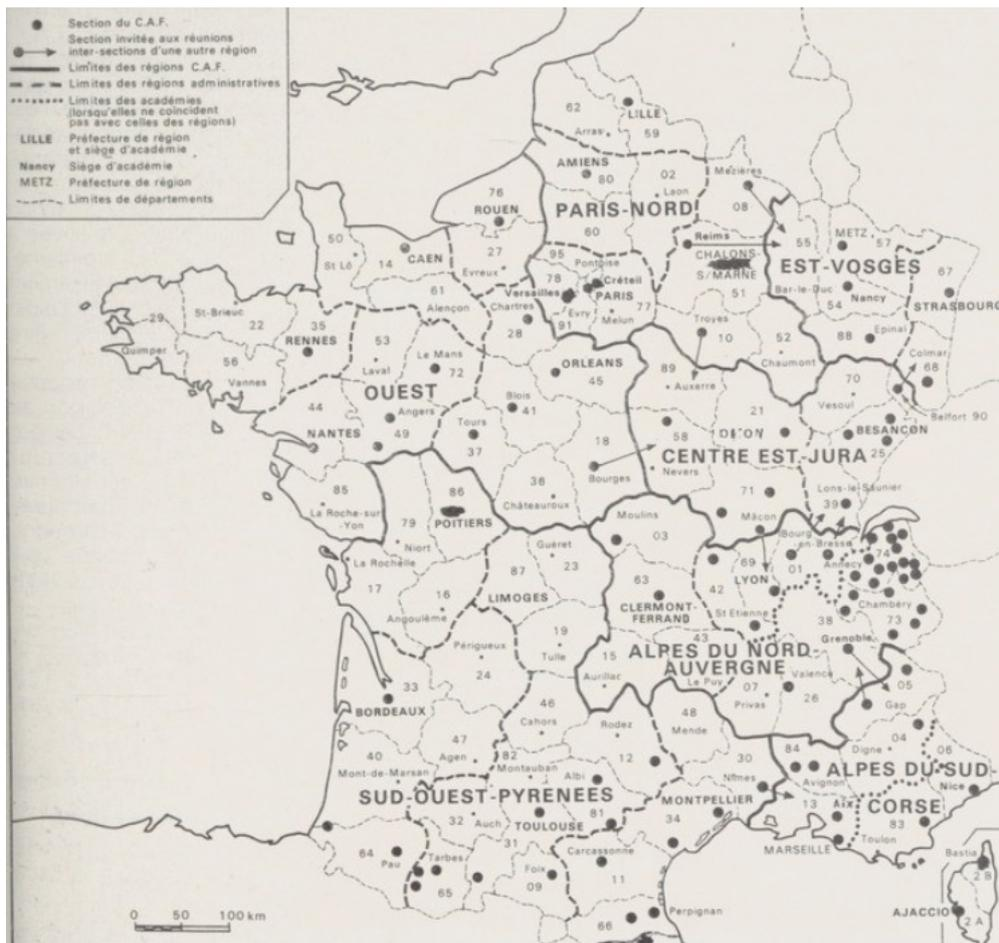 Section du C.A.F.
Section invitée aux réunions
inter-sections d'une autre région
Limites des régions C.A.F.
Limites des régions administratives
Limites des académies
(lorsqu'elles ne coïncident
pas avec celles des régions)
LILLE Préfecture de région
et siège d'académie
Nancy Siège d'académie
METZ Préfecture de région
Limites de départements
62
LILLE
Arras
59
AMIENS
80
02
Laon
Mézières
08
76
ROUEN
PARIS-NORD
60
50
St Lô
14
CAEN
27
Evreux
95
Pontoise
78
Versailles
Créteil
PARIS
Evry
91
Melun
77
Reims
CHALONS-
S/MARNE
51
55
METZ
57
EST-VOSGES
Bar-le-Duc
54
Nancy
67
STRASBOURG
61
Alençon
Chartres
28
Troyes
10
52
Chaumont
88
Epinal
Colmar
68
29
Quimper
St-Brieuc
22
35
RENNES
56
Vannes
53
Laval
Le Mans
72
OUEST
ORLEANS
45
89
Auxerre
70
Vesoul
Belfort 90
44
NANTES
Angers
49
Tours
37
Blois
41
18
Bourges
58
Nevers
21
DIJON
BESANCON
25
CENTRE EST-JURA
85
La Roche-sur-
Yon
86
POITIERS
79
Niort
36
Châteauroux
71
Mâcon
Lons-le-Saunier
39
Moulins
03
Bourg
en-Bresse
01
La Rochelle
17
16
Angoulême
87
LIMOGES
Guéret
23
63
CLERMONT-
FERRAND
42
69
LYON
St Etienne
74
Annecy
Chambéry
73
38
Grenoble
19
Tulle
Périgueux
24
15
Aurillac
43
Le Puy
ALPES DU NORD-
AUVERGNE
07
Privas
Valence
26
05
Gap
33
BORDEAUX
46
Cahors
Rodez
12
48
Mende
04
Digne
06
40
Mont-de-Marsan
47
Agen
82
Montauban
Albi
81
30
Nîmes
84
Avignon
ALPES DU SUD-
CORSE
Nice
SUD-OUEST-PYRENEES
32
Auch
TOULOUSE
31
MONTPELLIER
34
13
Aix
MARSEILLE
83
Toulon
64
Pau
Tarbes
65
Foix
09
Carcassonne
11
66
Perpignan
Bastia
2 B
AJACCIO
2 A
0 50 100 km